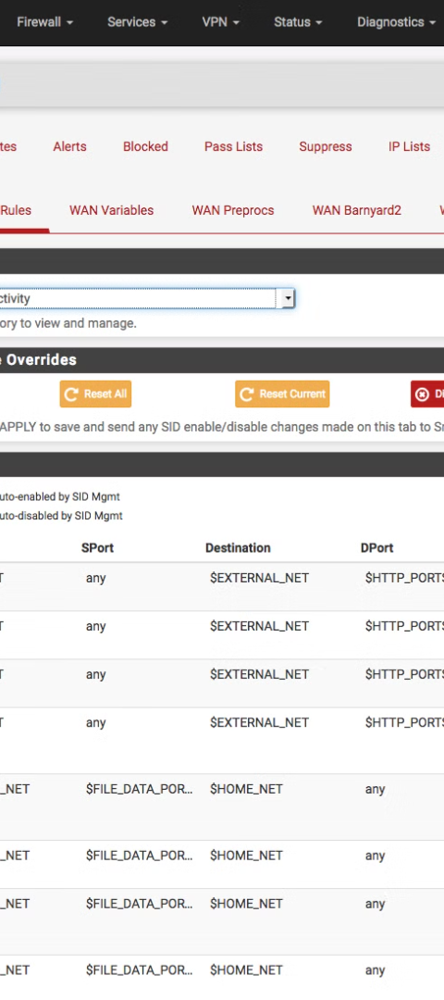 Firewall Services VPN Status Diagnostics
tes Alerts Blocked Pass Lists Suppress IP Lists
Rules WAN Variables WAN Preprocs WAN Barnyard2
ctivity
ory to view and manage.
e Overrides
Reset All Reset Current Di
APPLY to save and send any SID enable/disable changes made on this tab to Sn
uto-enabled by SID Mgmt
uto-disabled by SID Mgmt
SPort Destination DPort
T any $EXTERNAL_NET $HTTP_PORTS
T any $EXTERNAL_NET $HTTP_PORTS
T any $EXTERNAL_NET $HTTP_PORTS
T any $EXTERNAL_NET $HTTP_PORTS
_NET $FILE_DATA_POR... $HOME_NET any
_NET $FILE_DATA_POR... $HOME_NET any
_NET $FILE_DATA_POR... $HOME_NET any
_NET $FILE_DATA_POR... $HOME_NET any